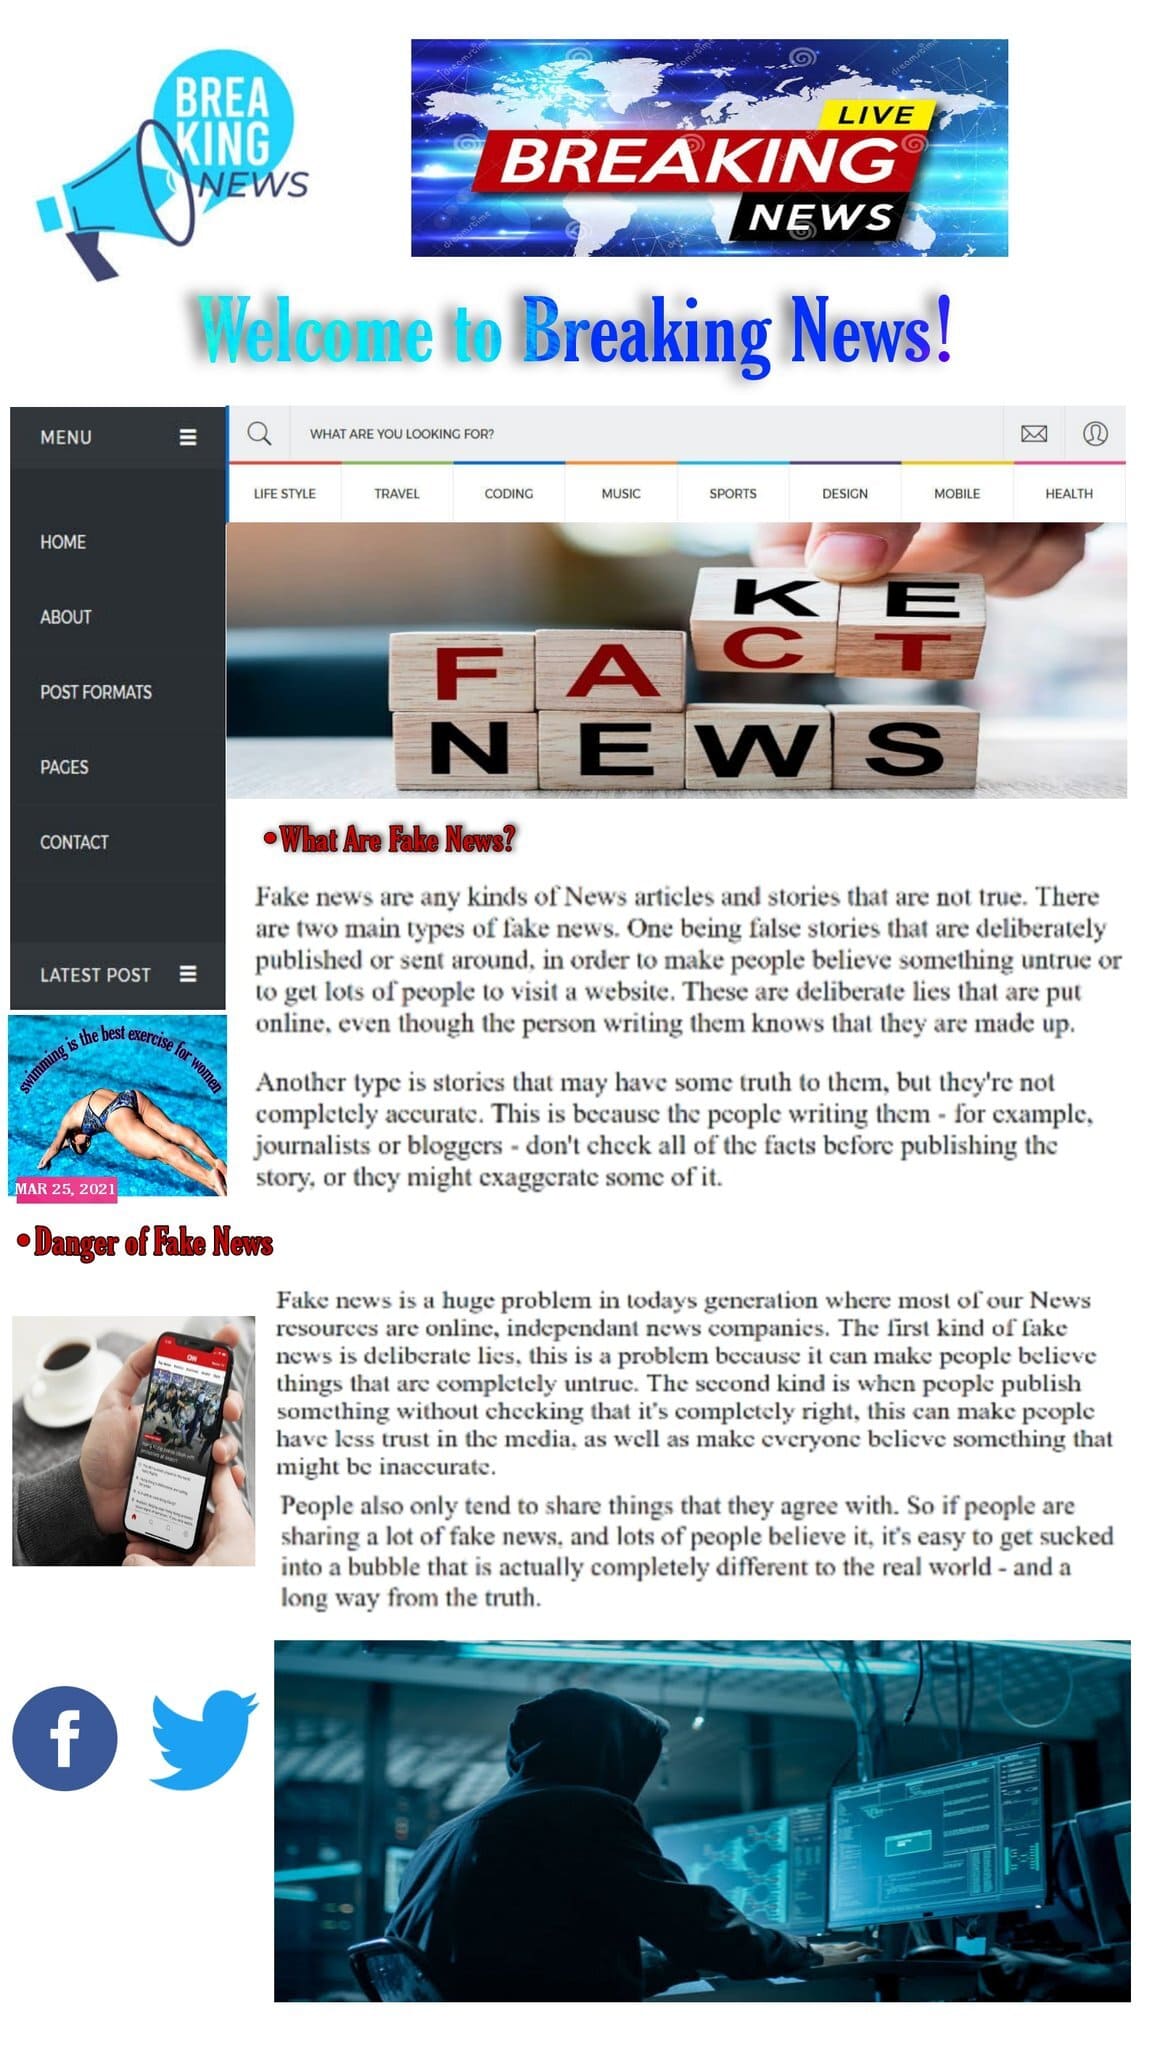 BREA
KING
NEWS
LIVE
BREAKING
NEWS
Welcome to Breaking News!
MENU
WHAT ARE YOU LOOKING FOR?
LIFE STYLE TRAVEL CODING MUSIC SPORTS DESIGN MOBILE HEALTH
HOME
ABOUT
POST FORMATS
PAGES
CONTACT
LATEST POST
KE
FACT
NEWS
•What Are Fake News?
Fake news are any kinds of News articles and stories that are not true. There
are two main types of fake news. One being false stories that are deliberately
published or sent around, in order to make people believe something untrue or
to get lots of people to visit a website. These are deliberate lies that are put
online, even though the person writing them knows that they are made up.
Another type is stories that may have some truth to them, but they're not
completely accurate. This is because the people writing them - for example,
journalists or bloggers - don't check all of the facts before publishing the
story, or they might exaggerate some of it.
swimming is the best exercise for women
MAR 25, 2021
•Danger of Fake News
Fake news is a huge problem in todays generation where most of our News
resources are online, independant news companies. The first kind of fake
news is deliberate lies, this is a problem because it can make people believe
things that are completely untrue. The second kind is when people publish
something without checking that it's completely right, this can make people
have less trust in the media, as well as make everyone believe something that
might be inaccurate.
People also only tend to share things that they agree with. So if people are
sharing a lot of fake news, and lots of people believe it, it's easy to get sucked
into a bubble that is actually completely different to the real world - and a
long way from the truth.
CNN
f